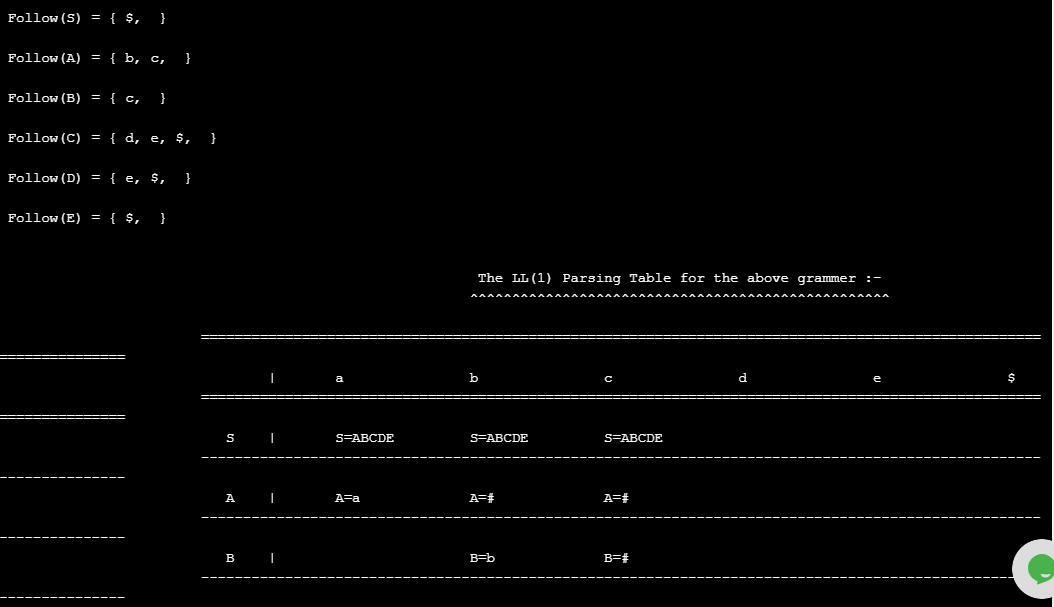 Follow(S) = { $,  }
Follow(A) = { b, c,  }
Follow(B) = { c,  }
Follow(C) = { d, e, $,  }
Follow(D) = { e, $,  }
Follow(E) = { $,  }
The LL(1) Parsing Table for the above grammer :-
^^^^^^^^^^^^^^^^^^^^^^^^^^^^^^^^^^^^^^^^^^^^^^^^^^
====================================================================================================
===============
| a b c d e $
====================================================================================================
===============
S | S=ABCDE S=ABCDE S=ABCDE
----------------------------------------------------------------------------------------------------
---------------
A | A=a A=# A=#
----------------------------------------------------------------------------------------------------
---------------
B | B=b B=#
----------------------------------------------------------------------------------------------------
---------------